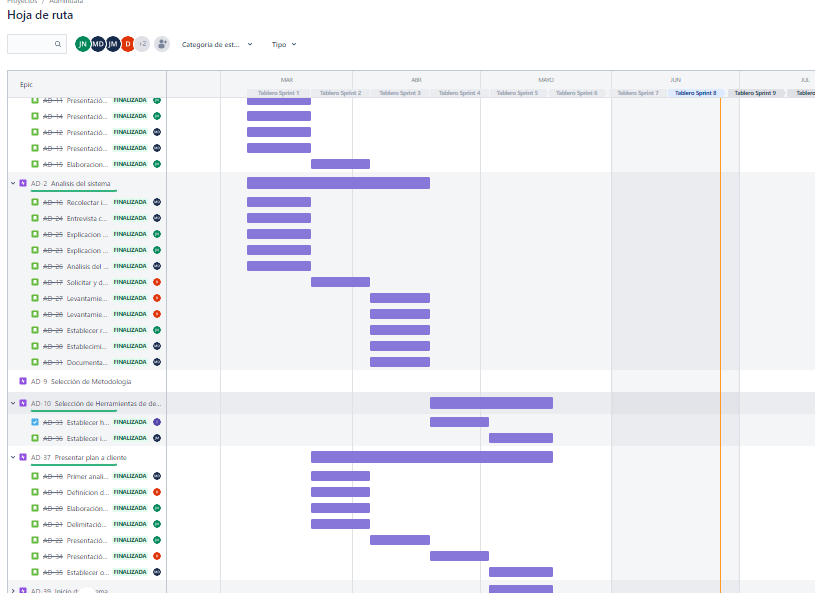 Proyectos / Adminidata
Hoja de ruta
JN MD JM D +2 Categoría de est... Tipo
Epic MAR ABR MAYO JUN JUL
Tablero Sprint 1 Tablero Sprint 2 Tablero Sprint 3 Tablero Sprint 4 Tablero Sprint 5 Tablero Sprint 6 Tablero Sprint 7 Tablero Sprint 8 Tablero Sprint 9
AD-11 Presentació... FINALIZADA
AD-14 Presentació... FINALIZADA
AD-12 Presentació... FINALIZADA
AD-13 Presentació... FINALIZADA
AD-15 Elaboracion... FINALIZADA
AD-2 Analisis del sistema
AD-16 Recolectar i... FINALIZADA
AD-24 Entrevista c... FINALIZADA
AD-25 Explicacion ... FINALIZADA
AD-23 Explicacion ... FINALIZADA
AD-26 Análisis del ... FINALIZADA
AD-17 Solicitar y d... FINALIZADA
AD-27 Levantamie... FINALIZADA
AD-28 Levantamie... FINALIZADA
AD-29 Establecer r... FINALIZADA
AD-30 Establecimi... FINALIZADA
AD-31 Documenta... FINALIZADA
AD-9 Selección de Metodología
AD-10 Selección de Herramientas de de...
AD-33 Establecer h... FINALIZADA
AD-36 Establecer i... FINALIZADA
AD-37 Presentar plan a cliente
AD-18 Primer anali... FINALIZADA
AD-19 Definicion d... FINALIZADA
AD-20 Elaboración... FINALIZADA
AD-21 Delimitació... FINALIZADA
AD-22 Presentació... FINALIZADA
AD-34 Presentació... FINALIZADA
AD-35 Establecer o... FINALIZADA
AD-39 Inicio